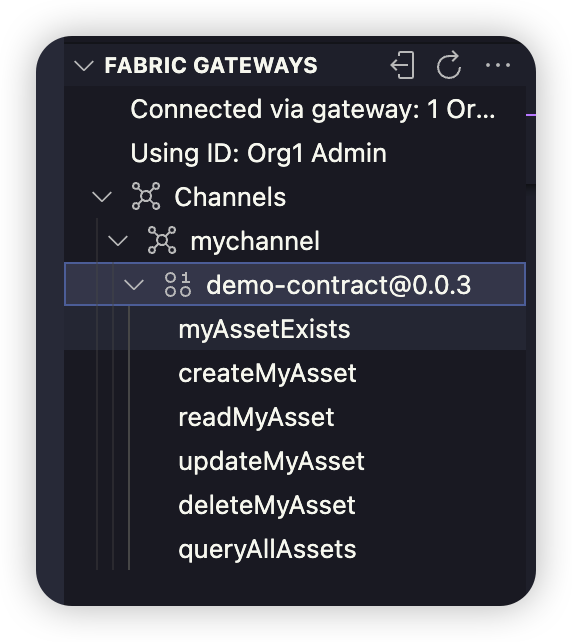 FABRIC GATEWAYS
Connected via gateway: 1 Or...
Using ID: Org1 Admin
Channels
mychannel
demo-contract@0.0.3
myAssetExists
createMyAsset
readMyAsset
updateMyAsset
deleteMyAsset
queryAllAssets